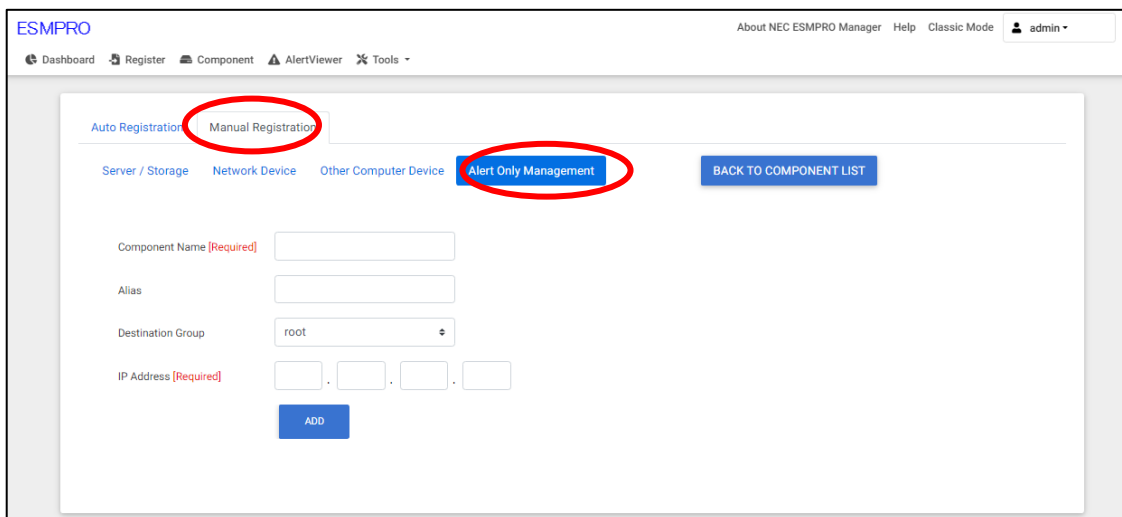 ESMPRO
About NEC ESMPRO Manager Help Classic Mode admin
Dashboard Register Component AlertViewer Tools
Auto Registration Manual Registration
Server / Storage Network Device Other Computer Device Alert Only Management BACK TO COMPONENT LIST
Component Name [Required]
Alias
Destination Group root
IP Address [Required] . . .
ADD